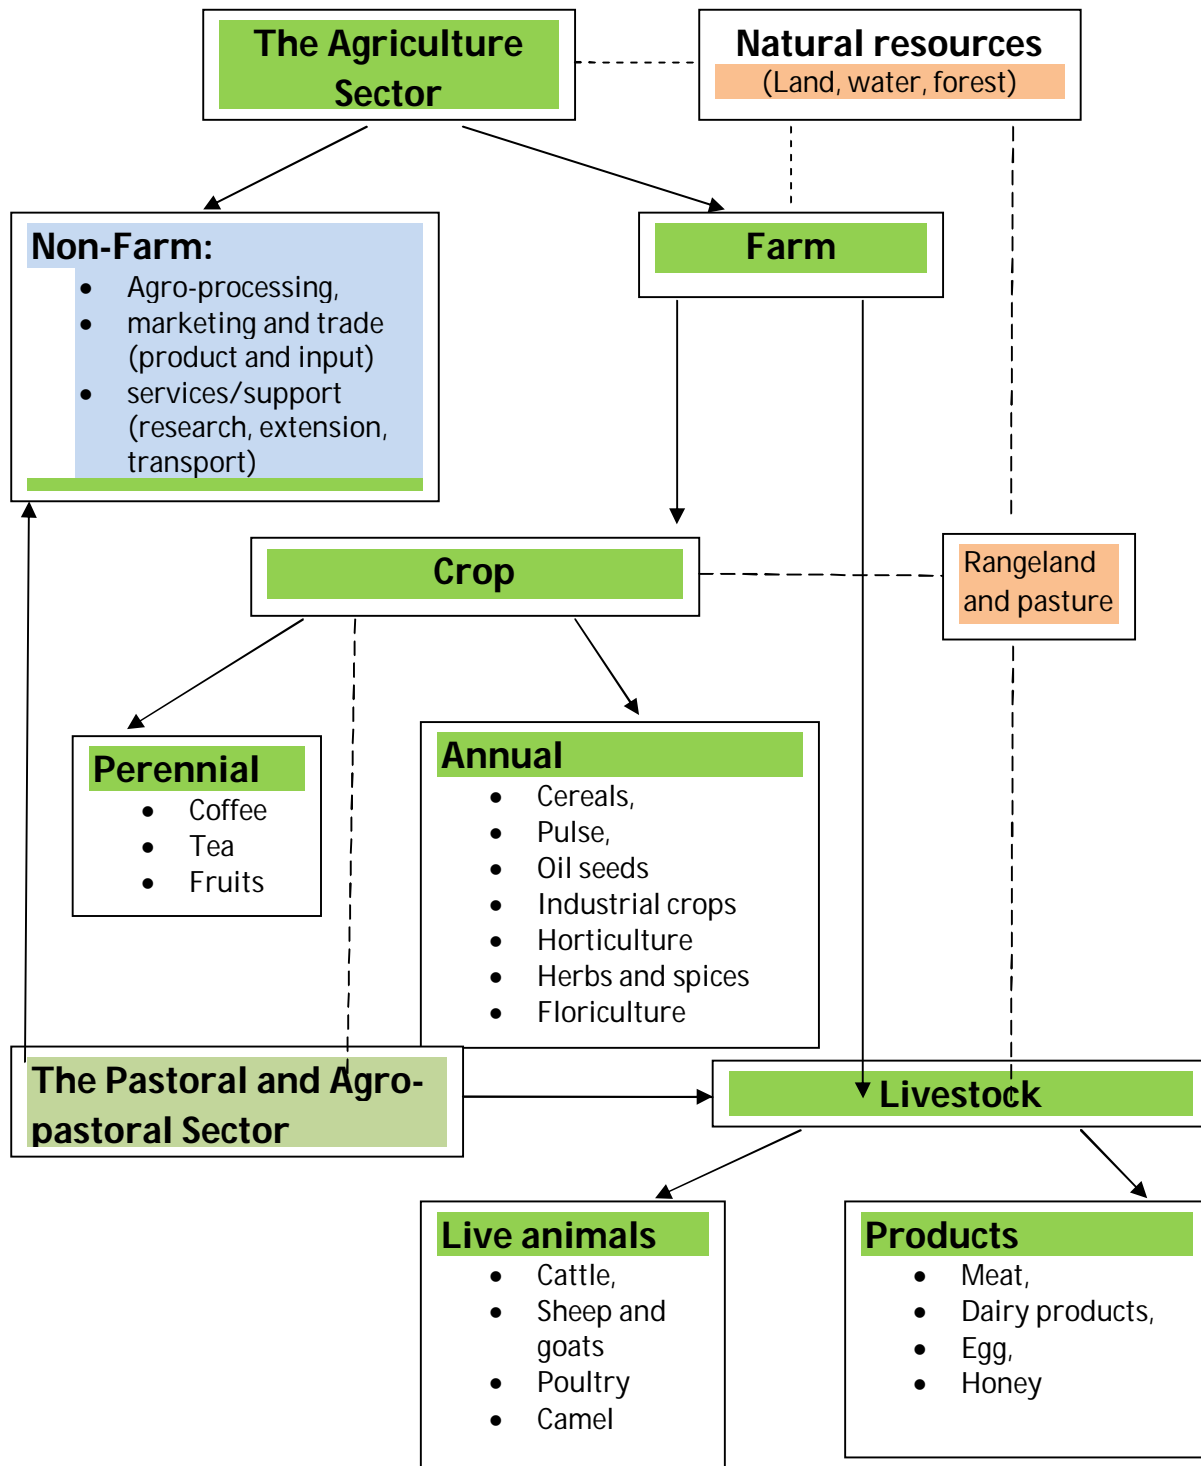 The Agriculture
Sector
Natural resources
(Land, water, forest)
Non-Farm:
• Agro-processing,
• marketing and trade
(product and input)
• services/support
(research, extension,
transport)
Farm
Crop
Rangeland
and pasture
Perennial
• Coffee
• Tea
• Fruits
Annual
• Cereals,
• Pulse,
• Oil seeds
• Industrial crops
• Horticulture
• Herbs and spices
• Floriculture
The Pastoral and Agro-
pastoral Sector
Livestock
Live animals
• Cattle,
• Sheep and
goats
• Poultry
• Camel
Products
• Meat,
• Dairy products,
• Egg,
• Honey